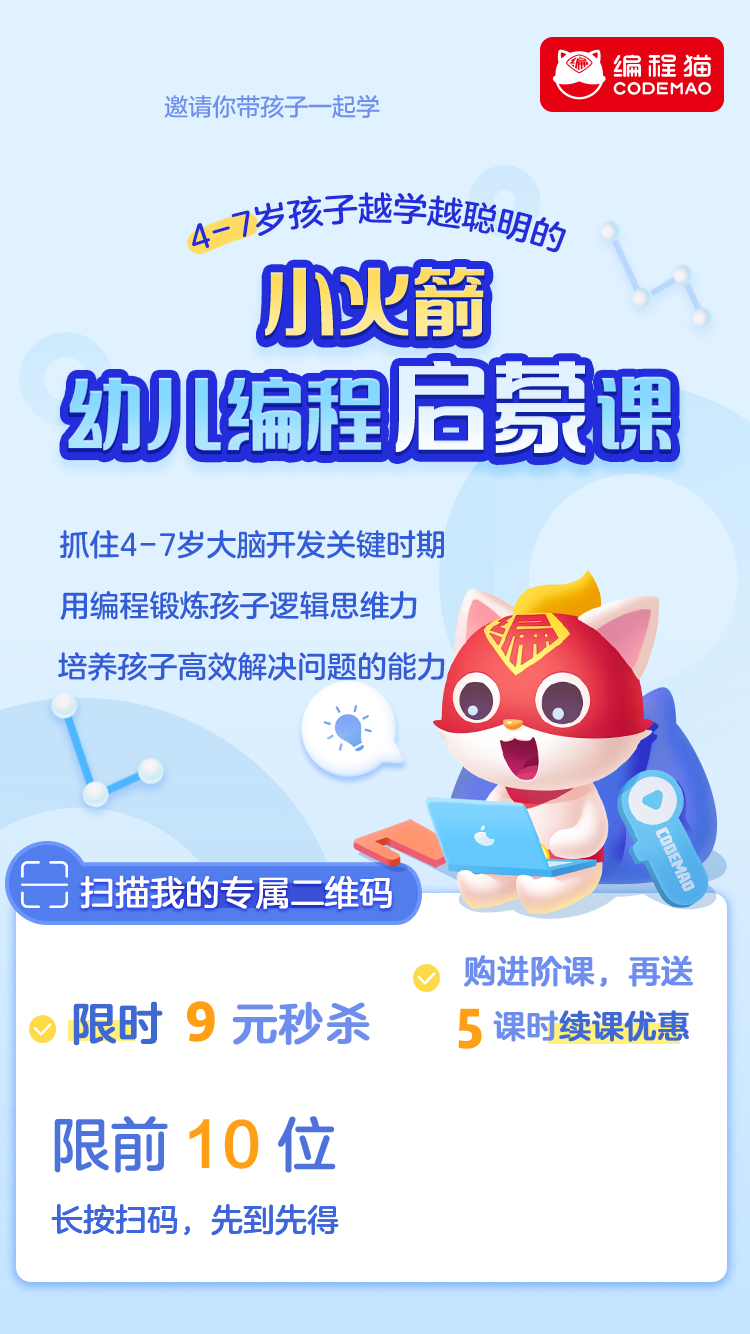 编程猫
CODEMAO
邀请你带孩子一起学
4-7岁孩子越学越聪明的
小火箭
幼儿编程启蒙课
抓住4-7岁大脑开发关键时期
用编程锻炼孩子逻辑思维力
培养孩子高效解决问题的能力
编
CODEMAO
扫描我的专属二维码
购进阶课，再送
5课时续课优惠
限时 9 元秒杀
限前 10 位
长按扫码，先到先得